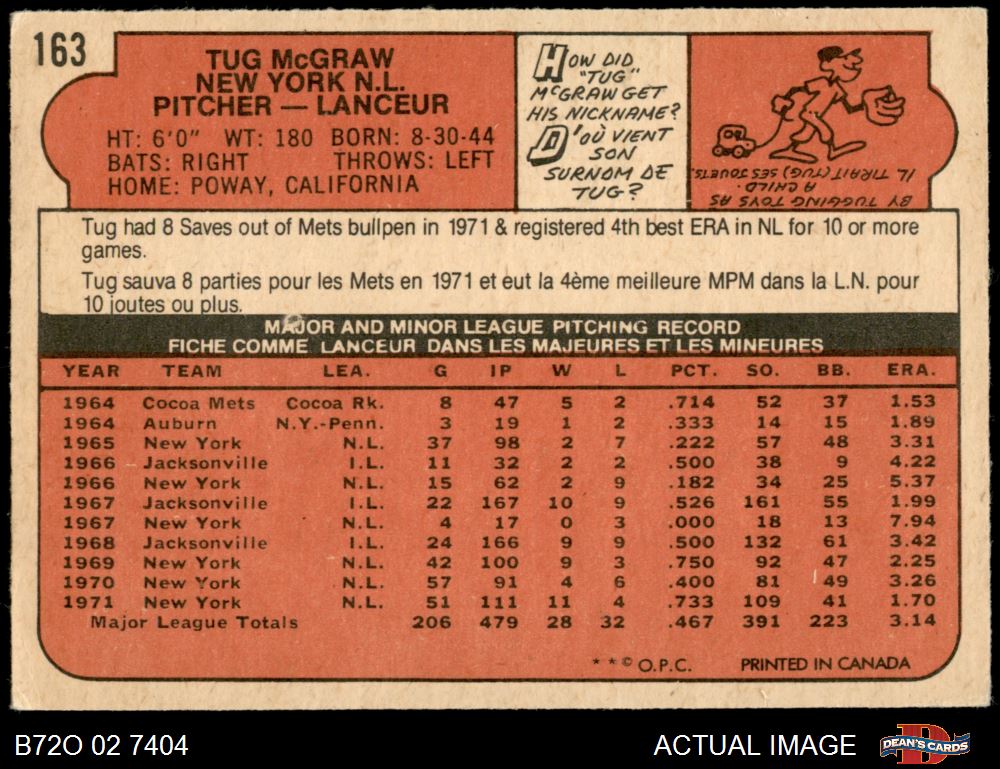 163
TUG McGRAW
NEW YORK N.L.
PITCHER — LANCEUR
HT: 6'0" WT: 180 BORN: 8-30-44
BATS: RIGHT THROWS: LEFT
HOME: POWAY, CALIFORNIA
HOW DID
"TUG"
McGRAW GET
HIS NICKNAME?
D'OÙ VIENT
SON
SURNOM DE
TUG?
BY TUGGING TOYS AS
A CHILD.
IL TIRAIT (TUG) SES JOUETS.
Tug had 8 Saves out of Mets bullpen in 1971 & registered 4th best ERA in NL for 10 or more
games.
Tug sauva 8 parties pour les Mets en 1971 et eut la 4ème meilleure MPM dans la L.N. pour
10 joutes ou plus.
MAJOR AND MINOR LEAGUE PITCHING RECORD
FICHE COMME LANCEUR DANS LES MAJEURES ET LES MINEURES
YEAR TEAM LEA. G IP W L PCT. SO. BB. ERA.
1964 Cocoa Mets Cocoa Rk. 8 47 5 2 .714 52 37 1.53
1964 Auburn N.Y.-Penn. 3 19 1 2 .333 14 15 1.89
1965 New York N.L. 37 98 2 7 .222 57 48 3.31
1966 Jacksonville I.L. 11 32 2 2 .500 38 9 4.22
1966 New York N.L. 15 62 2 9 .182 34 25 5.37
1967 Jacksonville I.L. 22 167 10 9 .526 161 55 1.99
1967 New York N.L. 4 17 0 3 .000 18 13 7.94
1968 Jacksonville I.L. 24 166 9 9 .500 132 61 3.42
1969 New York N.L. 42 100 9 3 .750 92 47 2.25
1970 New York N.L. 57 91 4 6 .400 81 49 3.26
1971 New York N.L. 51 111 11 4 .733 109 41 1.70
Major League Totals 206 479 28 32 .467 391 223 3.14
* * © O.P.C. PRINTED IN CANADA
B72O 02 7404 ACTUAL IMAGE
D
DEAN'S CARDS